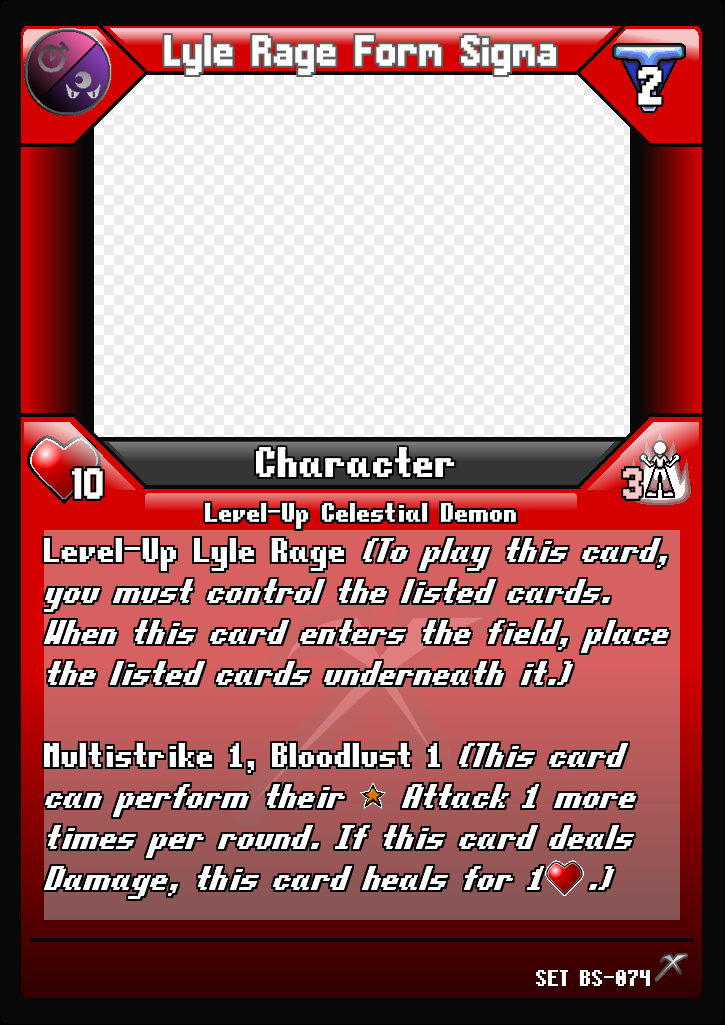 Lyle Rage Form Sigma
2
Character
10
3
Level-Up Celestial Demon
Level-Up Lyle Rage (To play this card,
you must control the listed cards.
When this card enters the field, place
the listed cards underneath it.)
Multistrike 1, Bloodlust 1 (This card
can perform their Attack 1 more
times per round. If this card deals
Damage, this card heals for 1 .)
SET BS-074